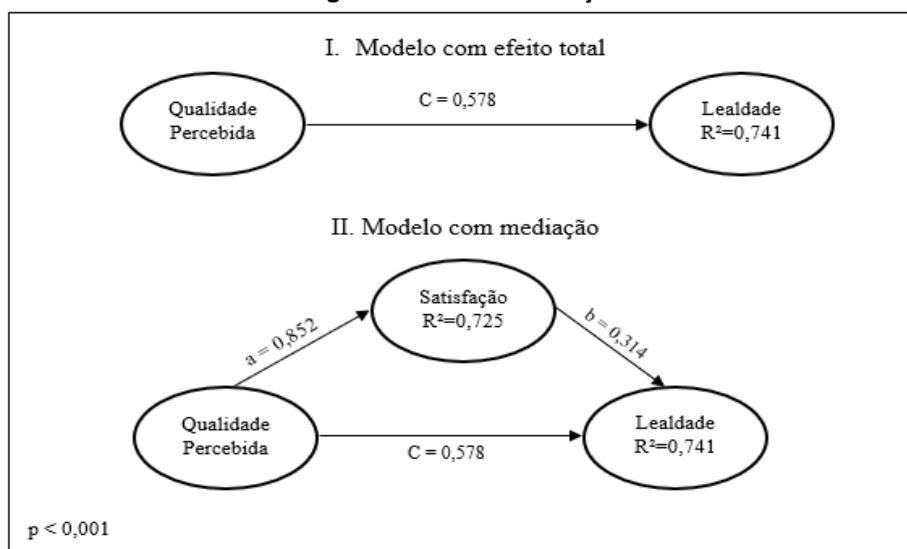 I. Modelo com efeito total
Qualidade
Percebida
C = 0,578
Lealdade
R²=0,741
II. Modelo com mediação
Satisfação
R²=0,725
a = 0,852
b = 0,314
Qualidade
Percebida
C = 0,578
Lealdade
R²=0,741
p < 0,001